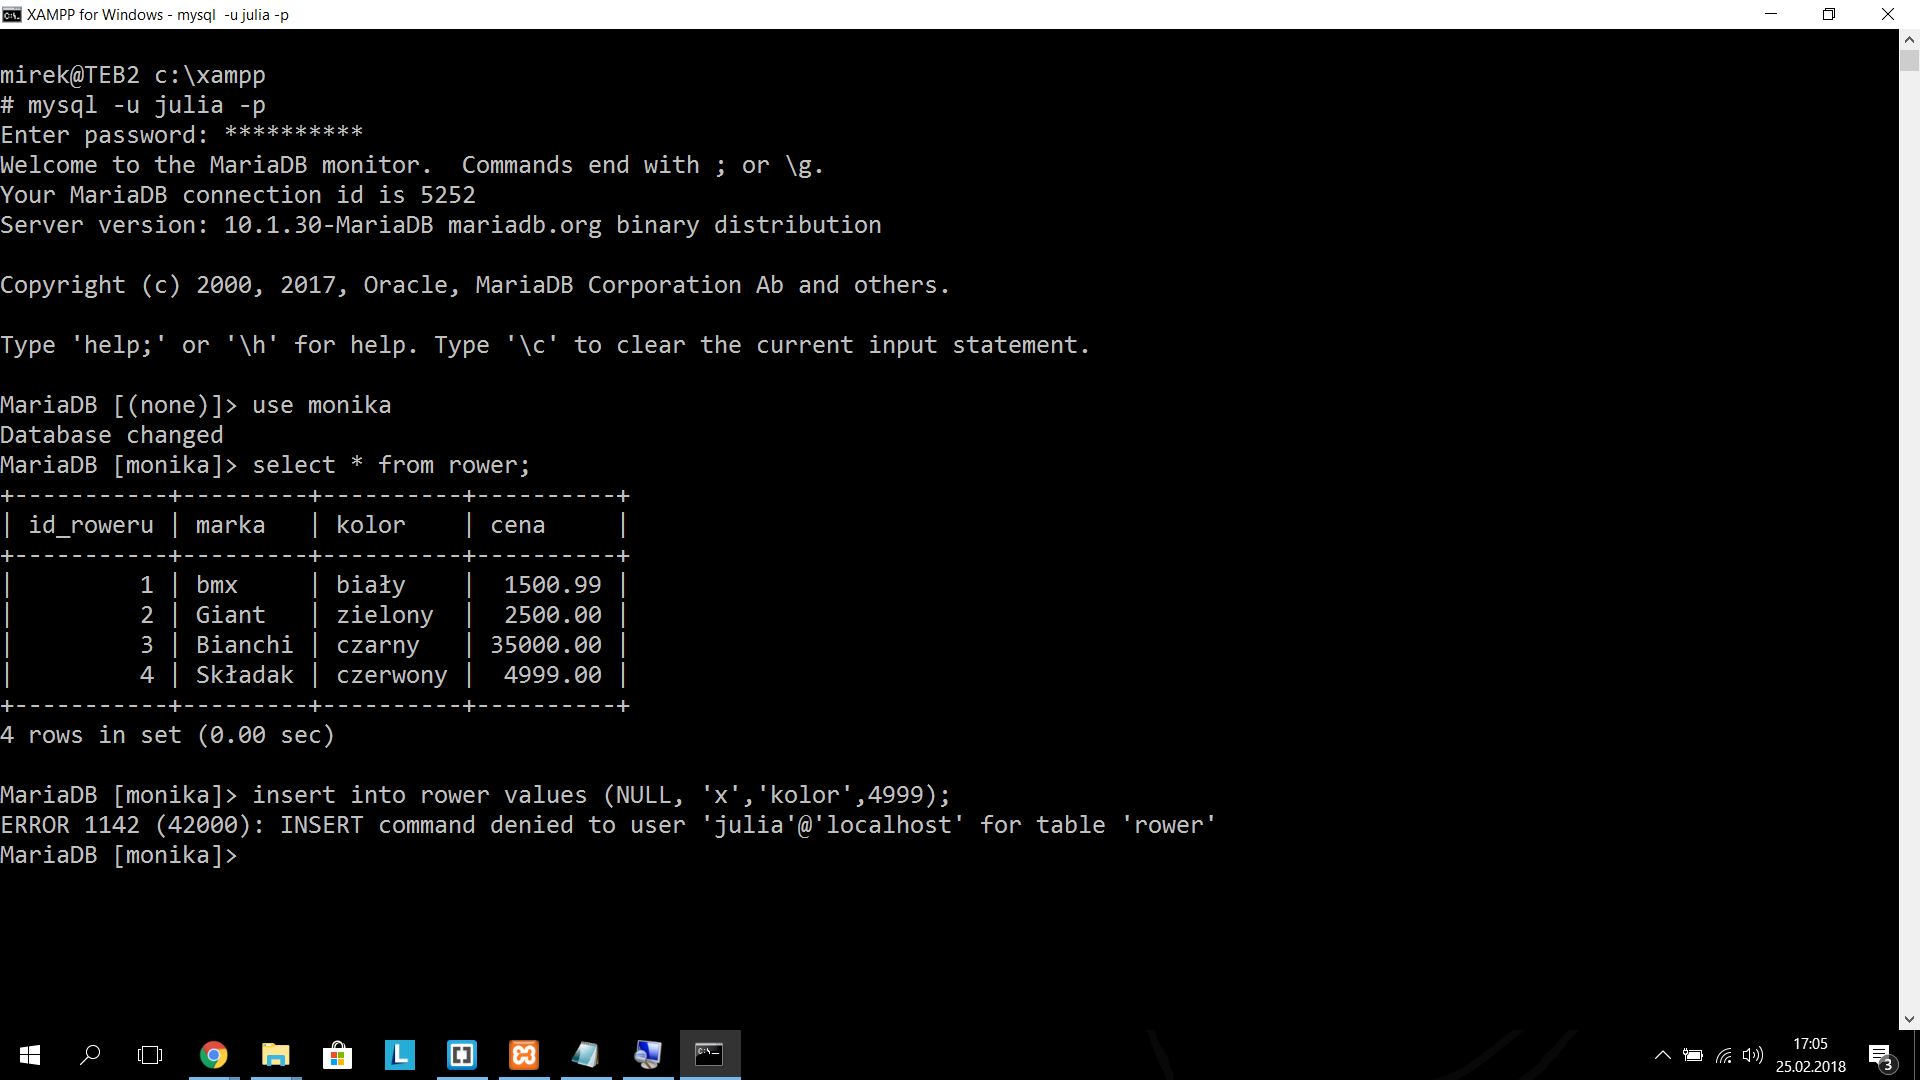 XAMPP for Windows - mysql  -u julia -p
mirek@TEB2 c:\xampp
# mysql -u julia -p
Enter password: **********
Welcome to the MariaDB monitor.  Commands end with ; or \g.
Your MariaDB connection id is 5252
Server version: 10.1.30-MariaDB mariadb.org binary distribution
Copyright (c) 2000, 2017, Oracle, MariaDB Corporation Ab and others.
Type 'help;' or '\h' for help. Type '\c' to clear the current input statement.
MariaDB [(none)]> use monika
Database changed
MariaDB [monika]> select * from rower;
+-----------+---------+----------+----------+
| id_roweru | marka   | kolor    | cena     |
+-----------+---------+----------+----------+
|         1 | bmx     | biały    |  1500.99 |
|         2 | Giant   | zielony  |  2500.00 |
|         3 | Bianchi | czarny   | 35000.00 |
|         4 | Składak | czerwony |  4999.00 |
+-----------+---------+----------+----------+
4 rows in set (0.00 sec)
MariaDB [monika]> insert into rower values (NULL, 'x','kolor',4999);
ERROR 1142 (42000): INSERT command denied to user 'julia'@'localhost' for table 'rower'
MariaDB [monika]>
17:05
25.02.2018
3